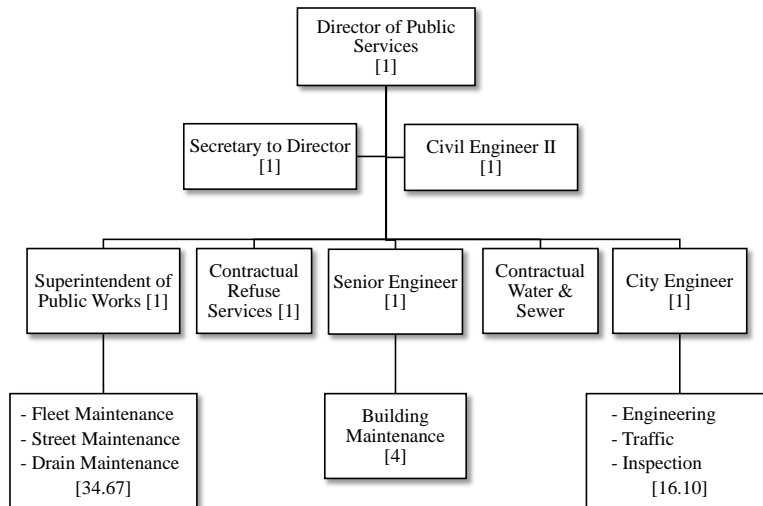 Director of Public
Services
[1]
Secretary to Director
[1]
Civil Engineer II
[1]
Superintendent of
Public Works [1]
Contractual
Refuse
Services [1]
Senior Engineer
[1]
Contractual
Water &
Sewer
City Engineer
[1]
- Fleet Maintenance
- Street Maintenance
- Drain Maintenance
[34.67]
Building
Maintenance
[4]
- Engineering
- Traffic
- Inspection
[16.10]